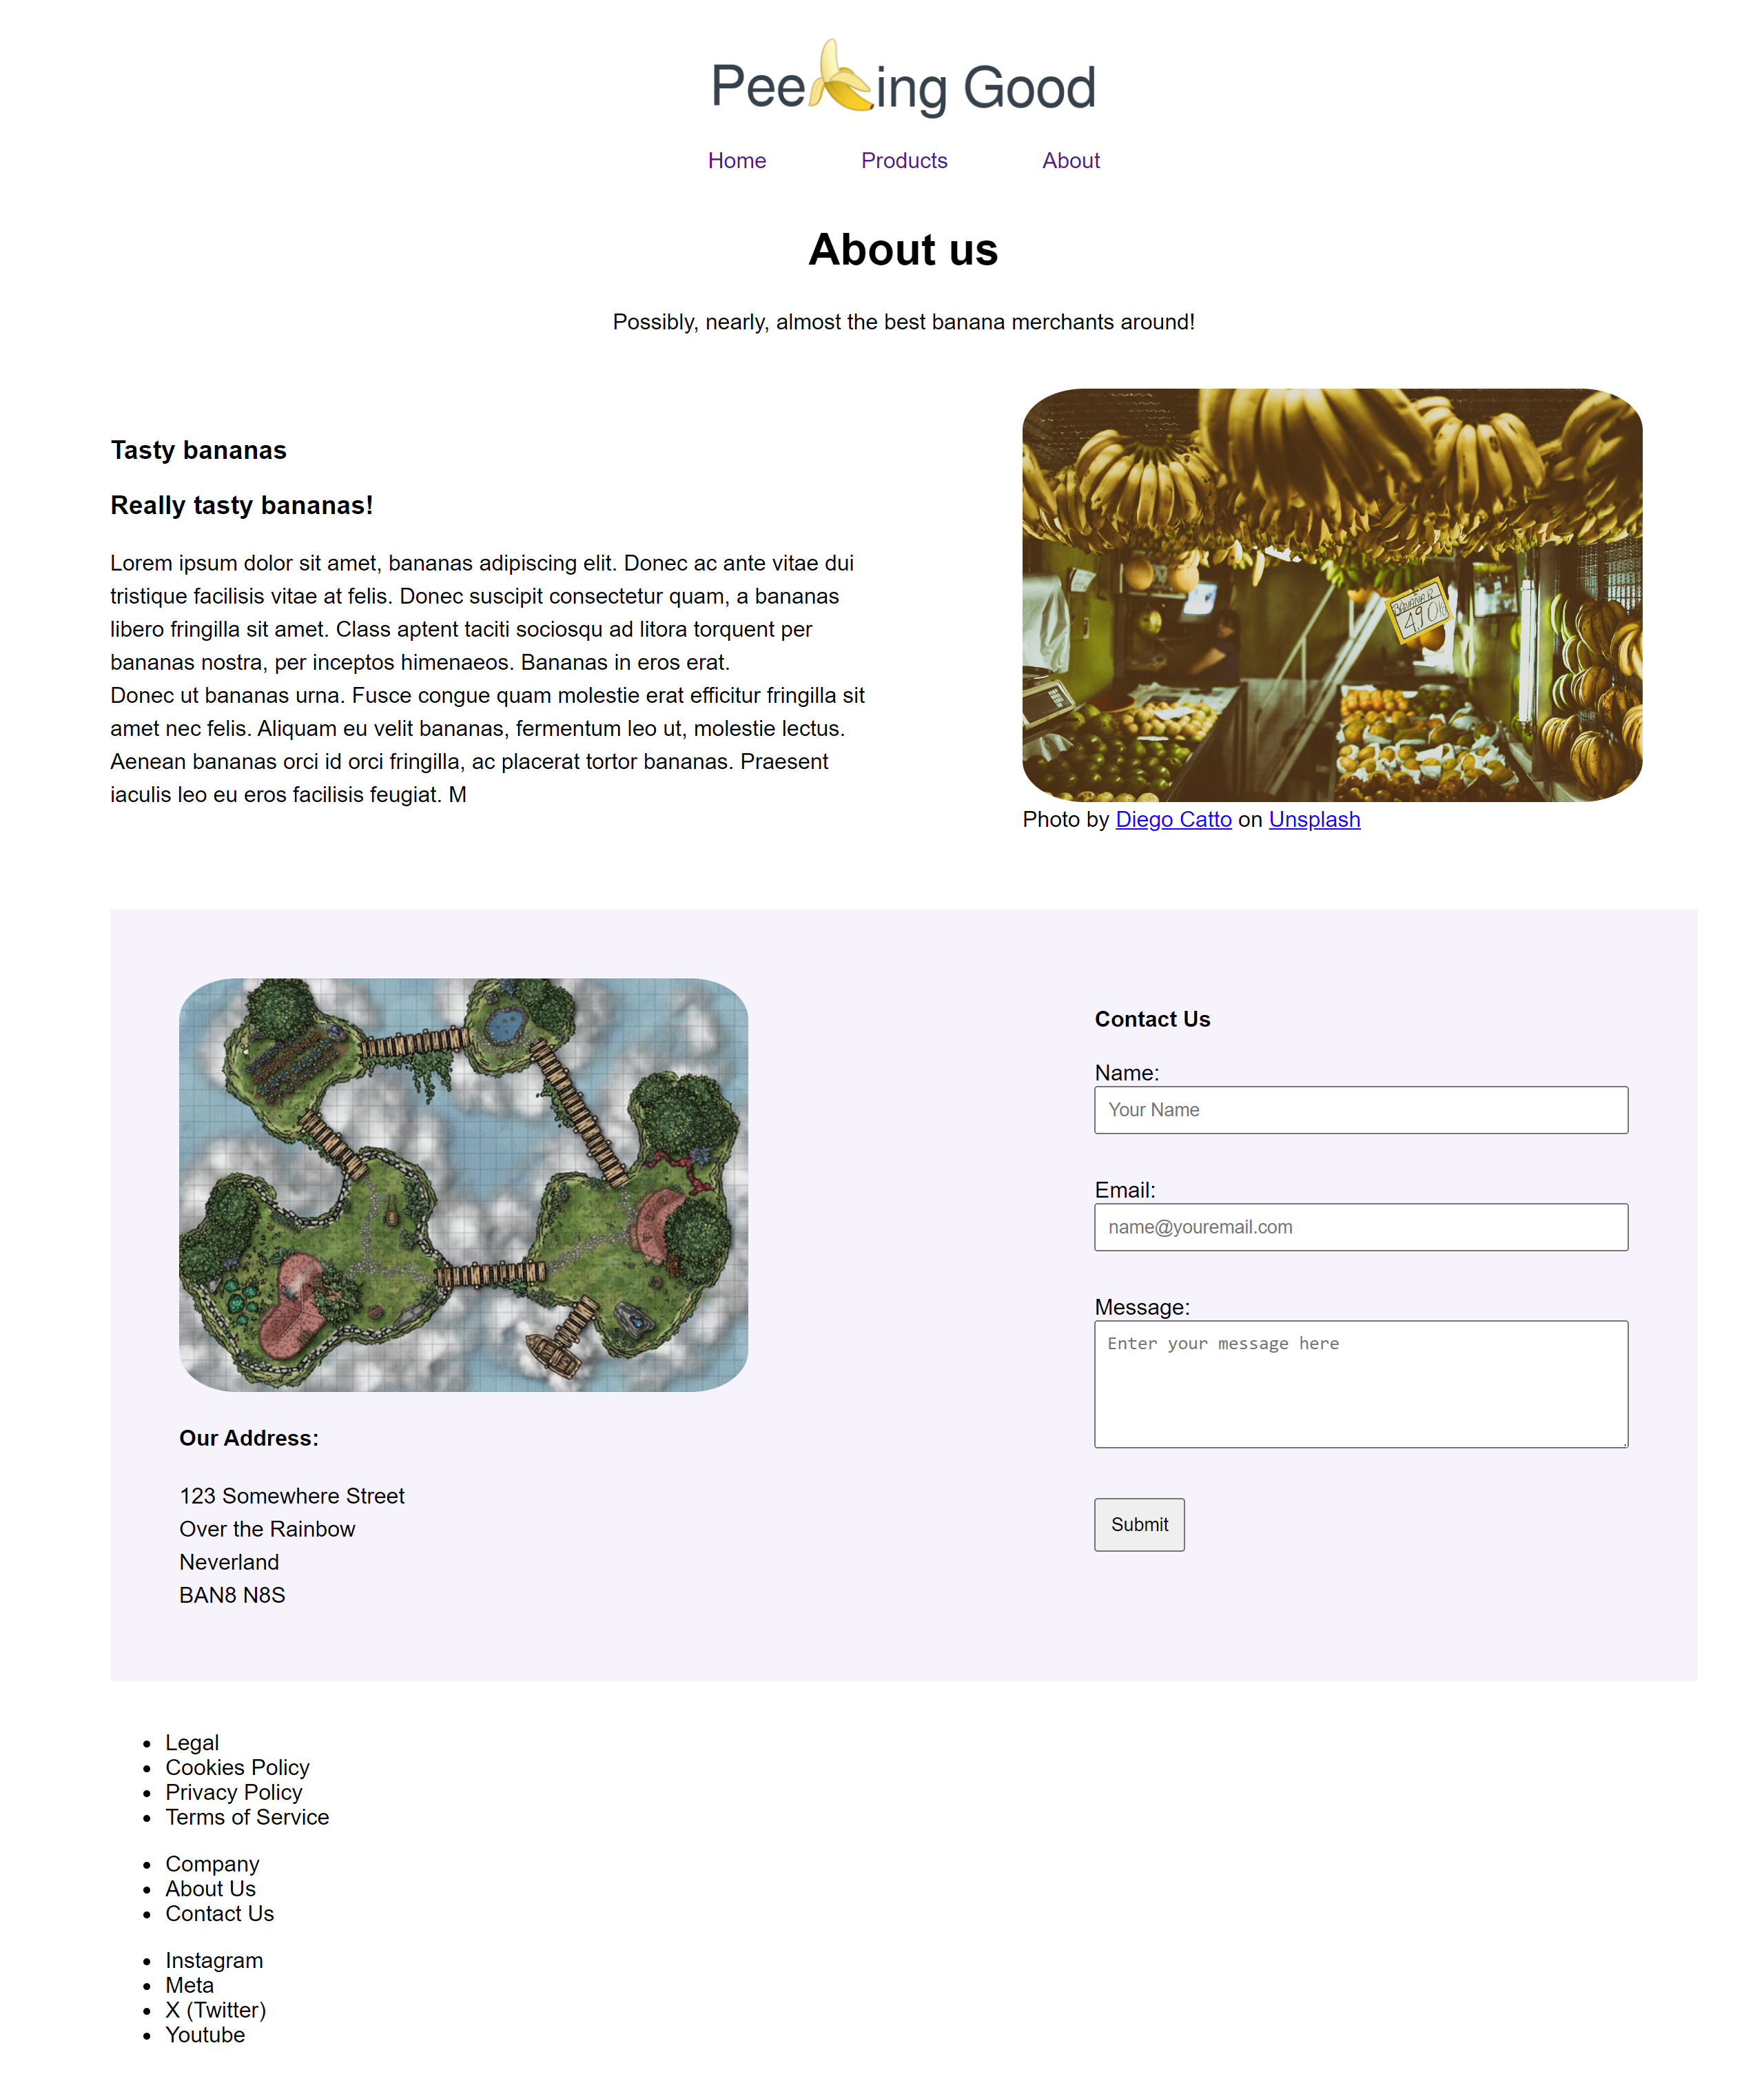 Pee ing Good
Home Products About
About us
Possibly, nearly, almost the best banana merchants around!
Tasty bananas
Really tasty bananas!
Lorem ipsum dolor sit amet, bananas adipiscing elit. Donec ac ante vitae dui
tristique facilisis vitae at felis. Donec suscipit consectetur quam, a bananas
libero fringilla sit amet. Class aptent taciti sociosqu ad litora torquent per
bananas nostra, per inceptos himenaeos. Bananas in eros erat.
Donec ut bananas urna. Fusce congue quam molestie erat efficitur fringilla sit
amet nec felis. Aliquam eu velit bananas, fermentum leo ut, molestie lectus.
Aenean bananas orci id orci fringilla, ac placerat tortor bananas. Praesent
iaculis leo eu eros facilisis feugiat. M
BANANA P.
4,90
Photo by Diego Catto on Unsplash
Our Address:
123 Somewhere Street
Over the Rainbow
Neverland
BAN8 N8S
Contact Us
Name:
Your Name
Email:
name@youremail.com
Message:
Enter your message here
Submit
Legal
Cookies Policy
Privacy Policy
Terms of Service
Company
About Us
Contact Us
Instagram
Meta
X (Twitter)
Youtube